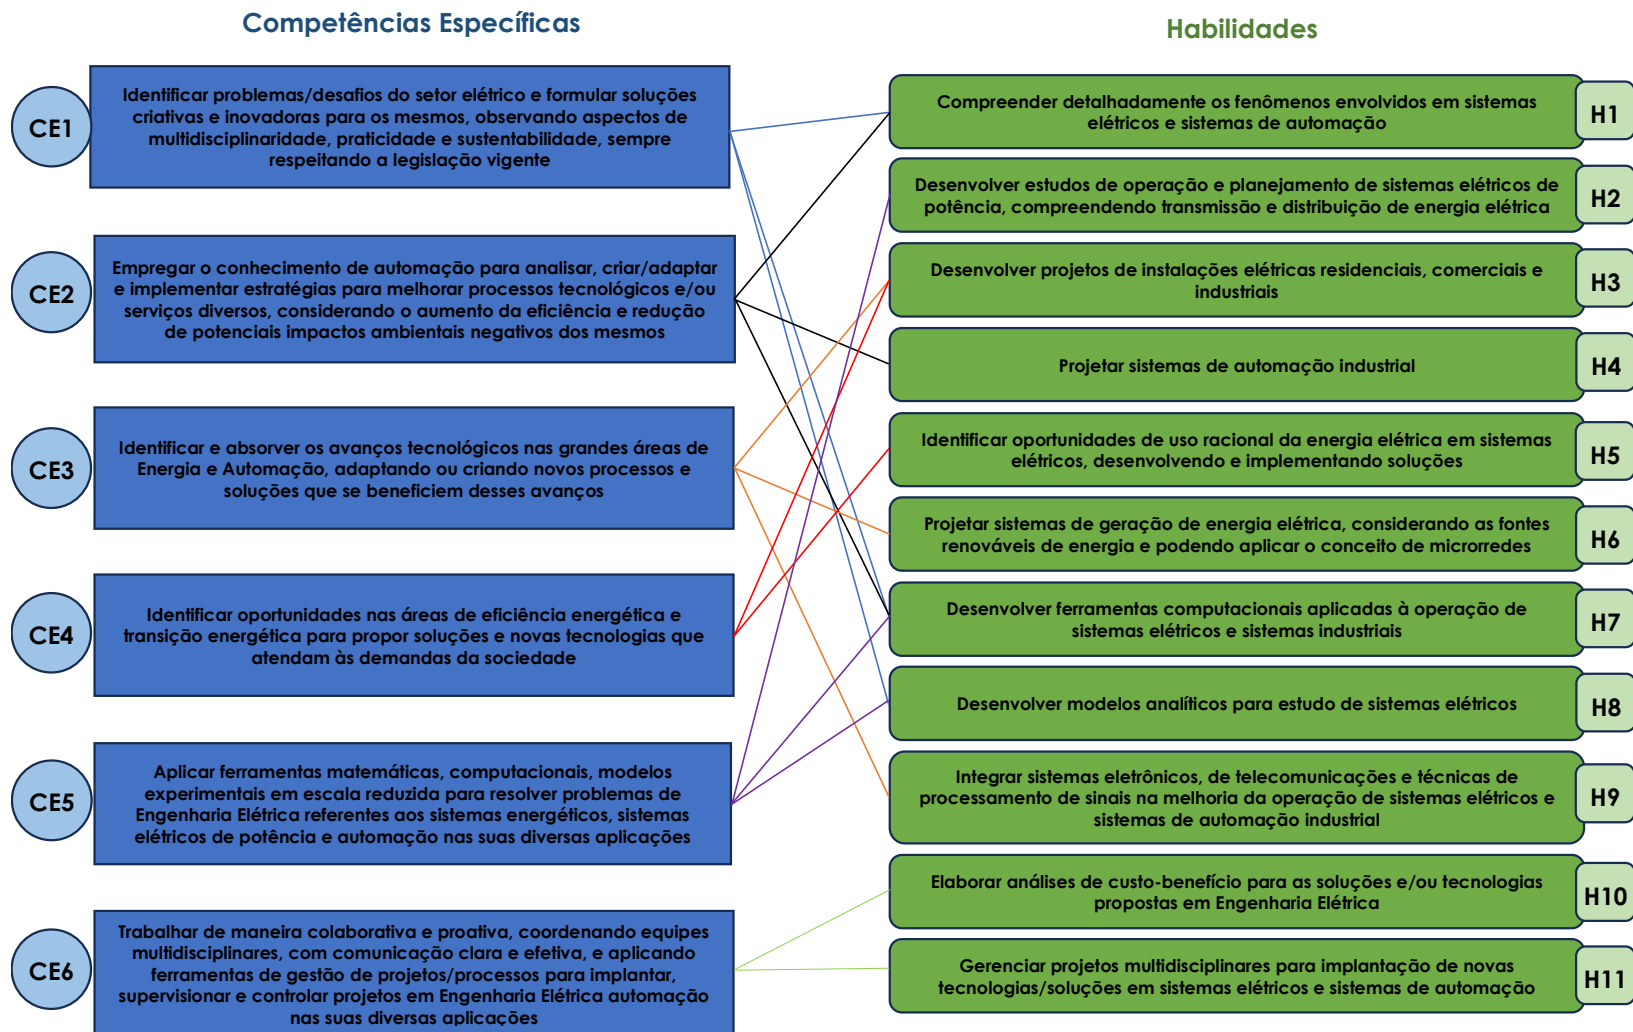 Competências Específicas
Habilidades
CE1
Identificar problemas/desafios do setor elétrico e formular soluções
criativas e inovadoras para os mesmos, observando aspectos de
multidisciplinaridade, praticidade e sustentabilidade, sempre
respeitando a legislação vigente
CE2
Empregar o conhecimento de automação para analisar, criar/adaptar
e implementar estratégias para melhorar processos tecnológicos e/ou
serviços diversos, considerando o aumento da eficiência e redução
de potenciais impactos ambientais negativos dos mesmos
CE3
Identificar e absorver os avanços tecnológicos nas grandes áreas de
Energia e Automação, adaptando ou criando novos processos e
soluções que se beneficiem desses avanços
CE4
Identificar oportunidades nas áreas de eficiência energética e
transição energética para propor soluções e novas tecnologias que
atendam às demandas da sociedade
CE5
Aplicar ferramentas matemáticas, computacionais, modelos
experimentais em escala reduzida para resolver problemas de
Engenharia Elétrica referentes aos sistemas energéticos, sistemas
elétricos de potência e automação nas suas diversas aplicações
CE6
Trabalhar de maneira colaborativa e proativa, coordenando equipes
multidisciplinares, com comunicação clara e efetiva, e aplicando
ferramentas de gestão de projetos/processos para implantar,
supervisionar e controlar projetos em Engenharia Elétrica automação
nas suas diversas aplicações
Compreender detalhadamente os fenômenos envolvidos em sistemas
elétricos e sistemas de automação
H1
Desenvolver estudos de operação e planejamento de sistemas elétricos de
potência, compreendendo transmissão e distribuição de energia elétrica
H2
Desenvolver projetos de instalações elétricas residenciais, comerciais e
industriais
H3
Projetar sistemas de automação industrial
H4
Identificar oportunidades de uso racional da energia elétrica em sistemas
elétricos, desenvolvendo e implementando soluções
H5
Projetar sistemas de geração de energia elétrica, considerando as fontes
renováveis de energia e podendo aplicar o conceito de microrredes
H6
Desenvolver ferramentas computacionais aplicadas à operação de
sistemas elétricos e sistemas industriais
H7
Desenvolver modelos analíticos para estudo de sistemas elétricos
H8
Integrar sistemas eletrônicos, de telecomunicações e técnicas de
processamento de sinais na melhoria da operação de sistemas elétricos e
sistemas de automação industrial
H9
Elaborar análises de custo-benefício para as soluções e/ou tecnologias
propostas em Engenharia Elétrica
H10
Gerenciar projetos multidisciplinares para implantação de novas
tecnologias/soluções em sistemas elétricos e sistemas de automação
H11